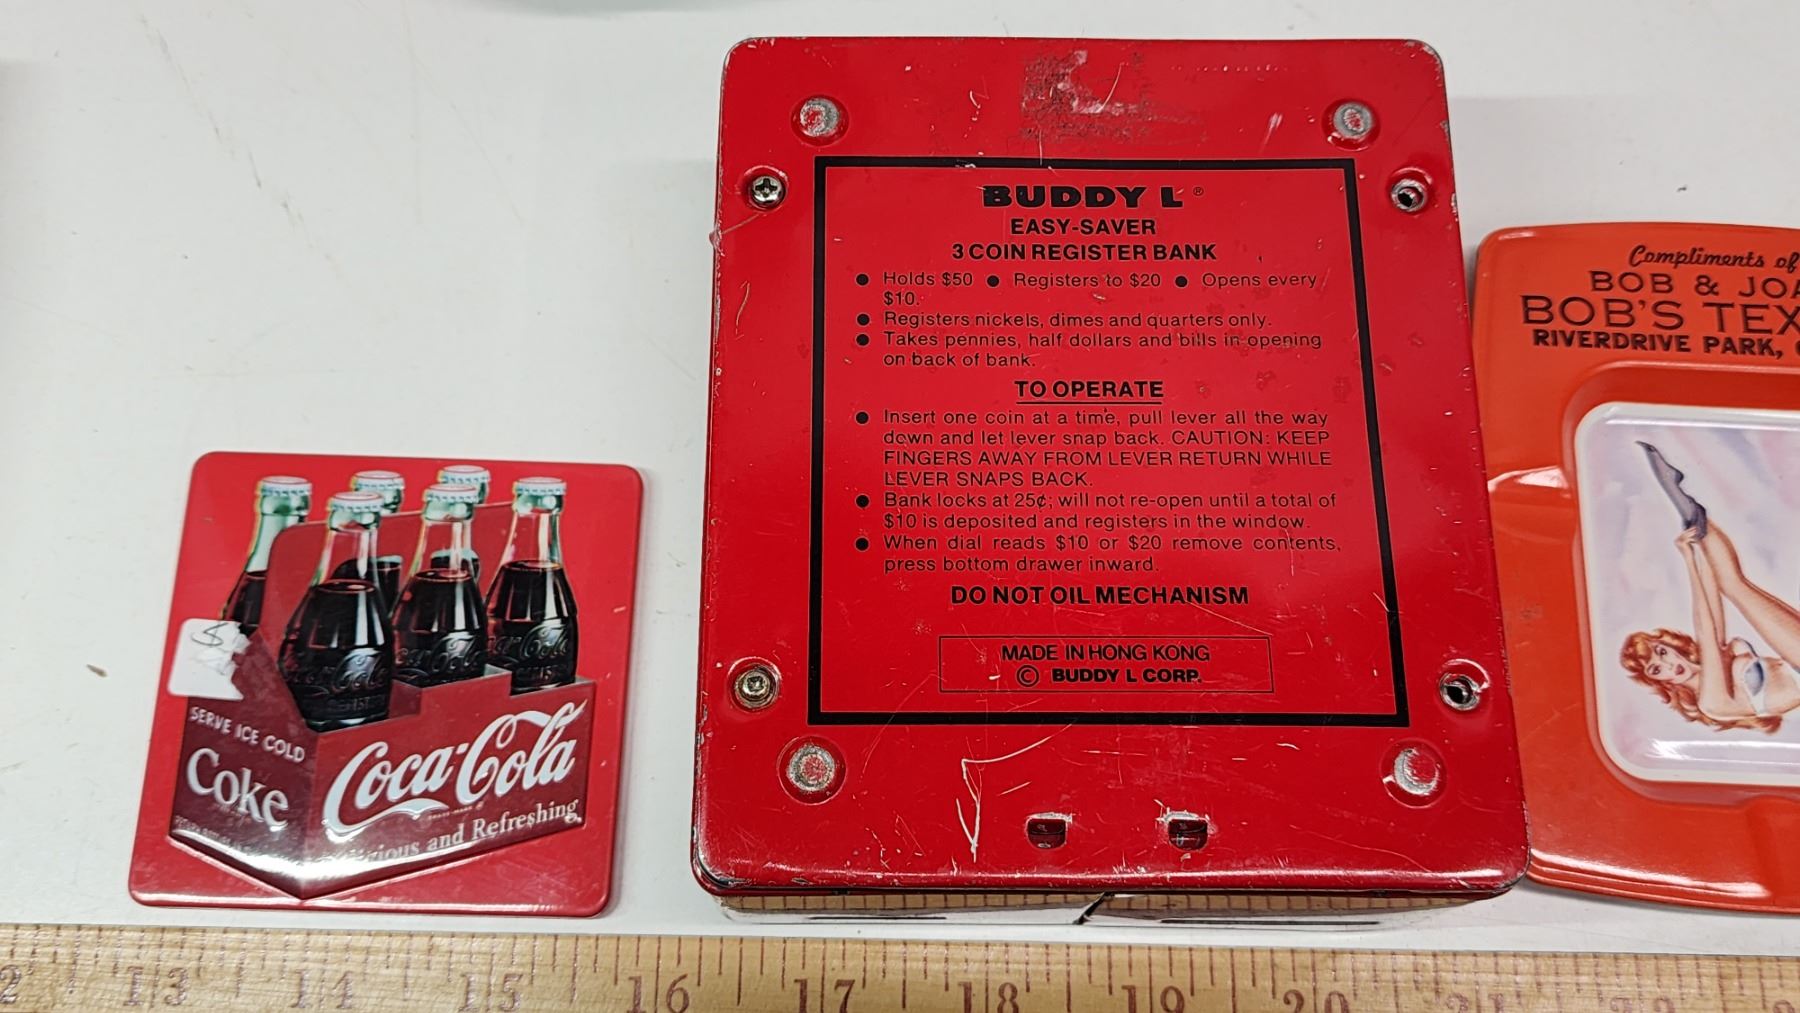 BUDDY L ®
EASY-SAVER
3 COIN REGISTER BANK
● Holds $50 ● Registers to $20 ● Opens every
$10.
● Registers nickels, dimes and quarters only.
● Takes pennies, half dollars and bills in opening
on back of bank.
TO OPERATE
● Insert one coin at a time, pull lever all the way
down and let lever snap back. CAUTION: KEEP
FINGERS AWAY FROM LEVER RETURN WHILE
LEVER SNAPS BACK.
● Bank locks at 25¢; will not re-open until a total of
$10 is deposited and registers in the window.
● When dial reads $10 or $20 remove contents,
press bottom drawer inward.
DO NOT OIL MECHANISM
MADE IN HONG KONG
© BUDDY L CORP.
Compliments of
BOB & JOA
BOB'S TEX
RIVERDRIVE PARK,
Coca-Cola
Coca-Cola
Coca-Cola
$
SERVE ICE COLD
Coke
Coca-Cola
and Refreshing
13 14 15 16 17 18 19 20 21